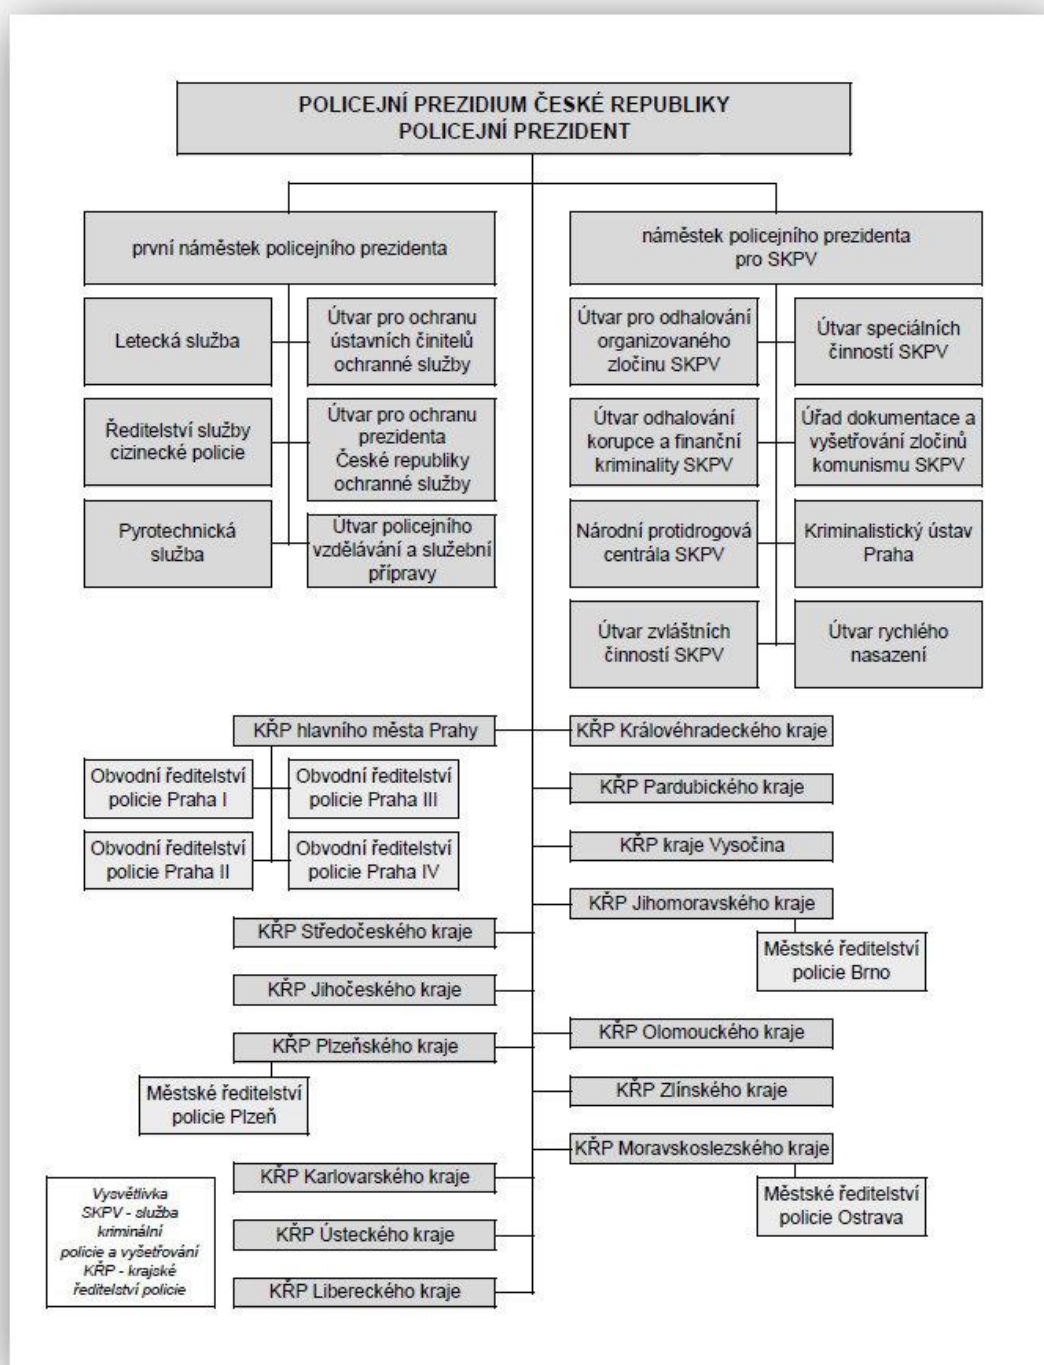 POLICEJNÍ PREZIDIUM ČESKÉ REPUBLIKY
POLICEJNÍ PREZIDENT
první náměstek policejního prezidenta
náměstek policejního prezidenta
pro SKPV
Letecká služba
Útvar pro ochranu
ústavních činitelů
ochranné služby
Útvar pro odhalování
organizovaného
zločinu SKPV
Útvar speciálních
činností SKPV
Ředitelství služby
cizinecké policie
Útvar pro ochranu
prezidenta
České republiky
ochranné služby
Útvar odhalování
korupce a finanční
kriminality SKPV
Úřad dokumentace a
vyšetřování zločinů
komunismu SKPV
Pyrotechnická
služba
Útvar policejního
vzdělávání a služební
přípravy
Národní protidrogová
centrála SKPV
Kriminalistický ústav
Praha
Útvar zvláštních
činností SKPV
Útvar rychlého
nasazení
KŘP hlavního města Prahy
KŘP Královéhradeckého kraje
Obvodní ředitelství
policie Praha I
Obvodní ředitelství
policie Praha III
KŘP Pardubického kraje
Obvodní ředitelství
policie Praha II
Obvodní ředitelství
policie Praha IV
KŘP kraje Vysočina
KŘP Jihomoravského kraje
Městské ředitelství
policie Brno
KŘP Středočeského kraje
KŘP Jihočeského kraje
KŘP Olomouckého kraje
KŘP Plzeňského kraje
Městské ředitelství
policie Plzeň
KŘP Zlínského kraje
KŘP Moravskoslezského kraje
Městské ředitelství
policie Ostrava
KŘP Karlovarského kraje
KŘP Ústeckého kraje
KŘP Libereckého kraje
Vysvětlivka
SKPV - služba
kriminální
policie a vyšetřování
KŘP - krajské
ředitelství policie